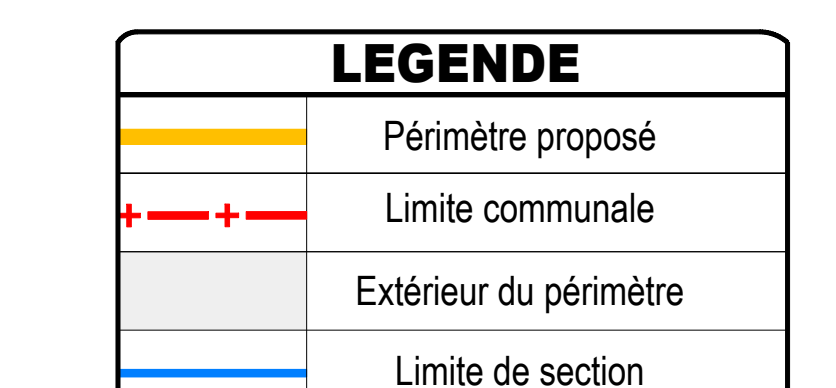 LEGENDE
Périmètre proposé
Limite communale
Extérieur du périmètre
Limite de section